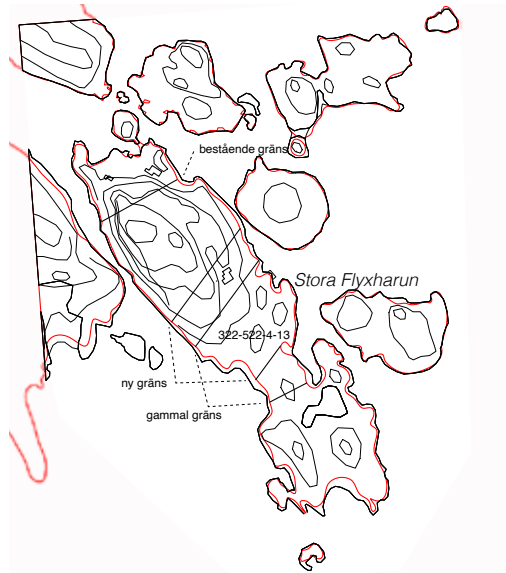 bestående gräns
Stora Flyxharun
322-522-4-13
ny gräns
gammal gräns